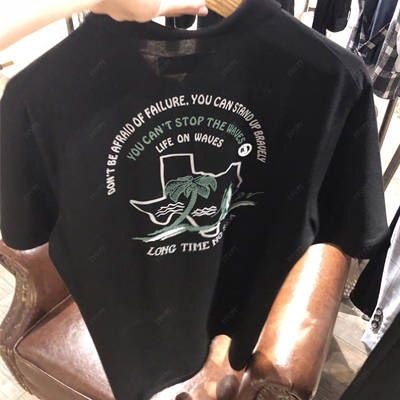 DON'T BE AFRAID OF FAILURE. YOU CAN STAND UP BRAVELY
YOU CAN'T STOP THE WAVES
LIFE ON WAVES
LONG TIME NO